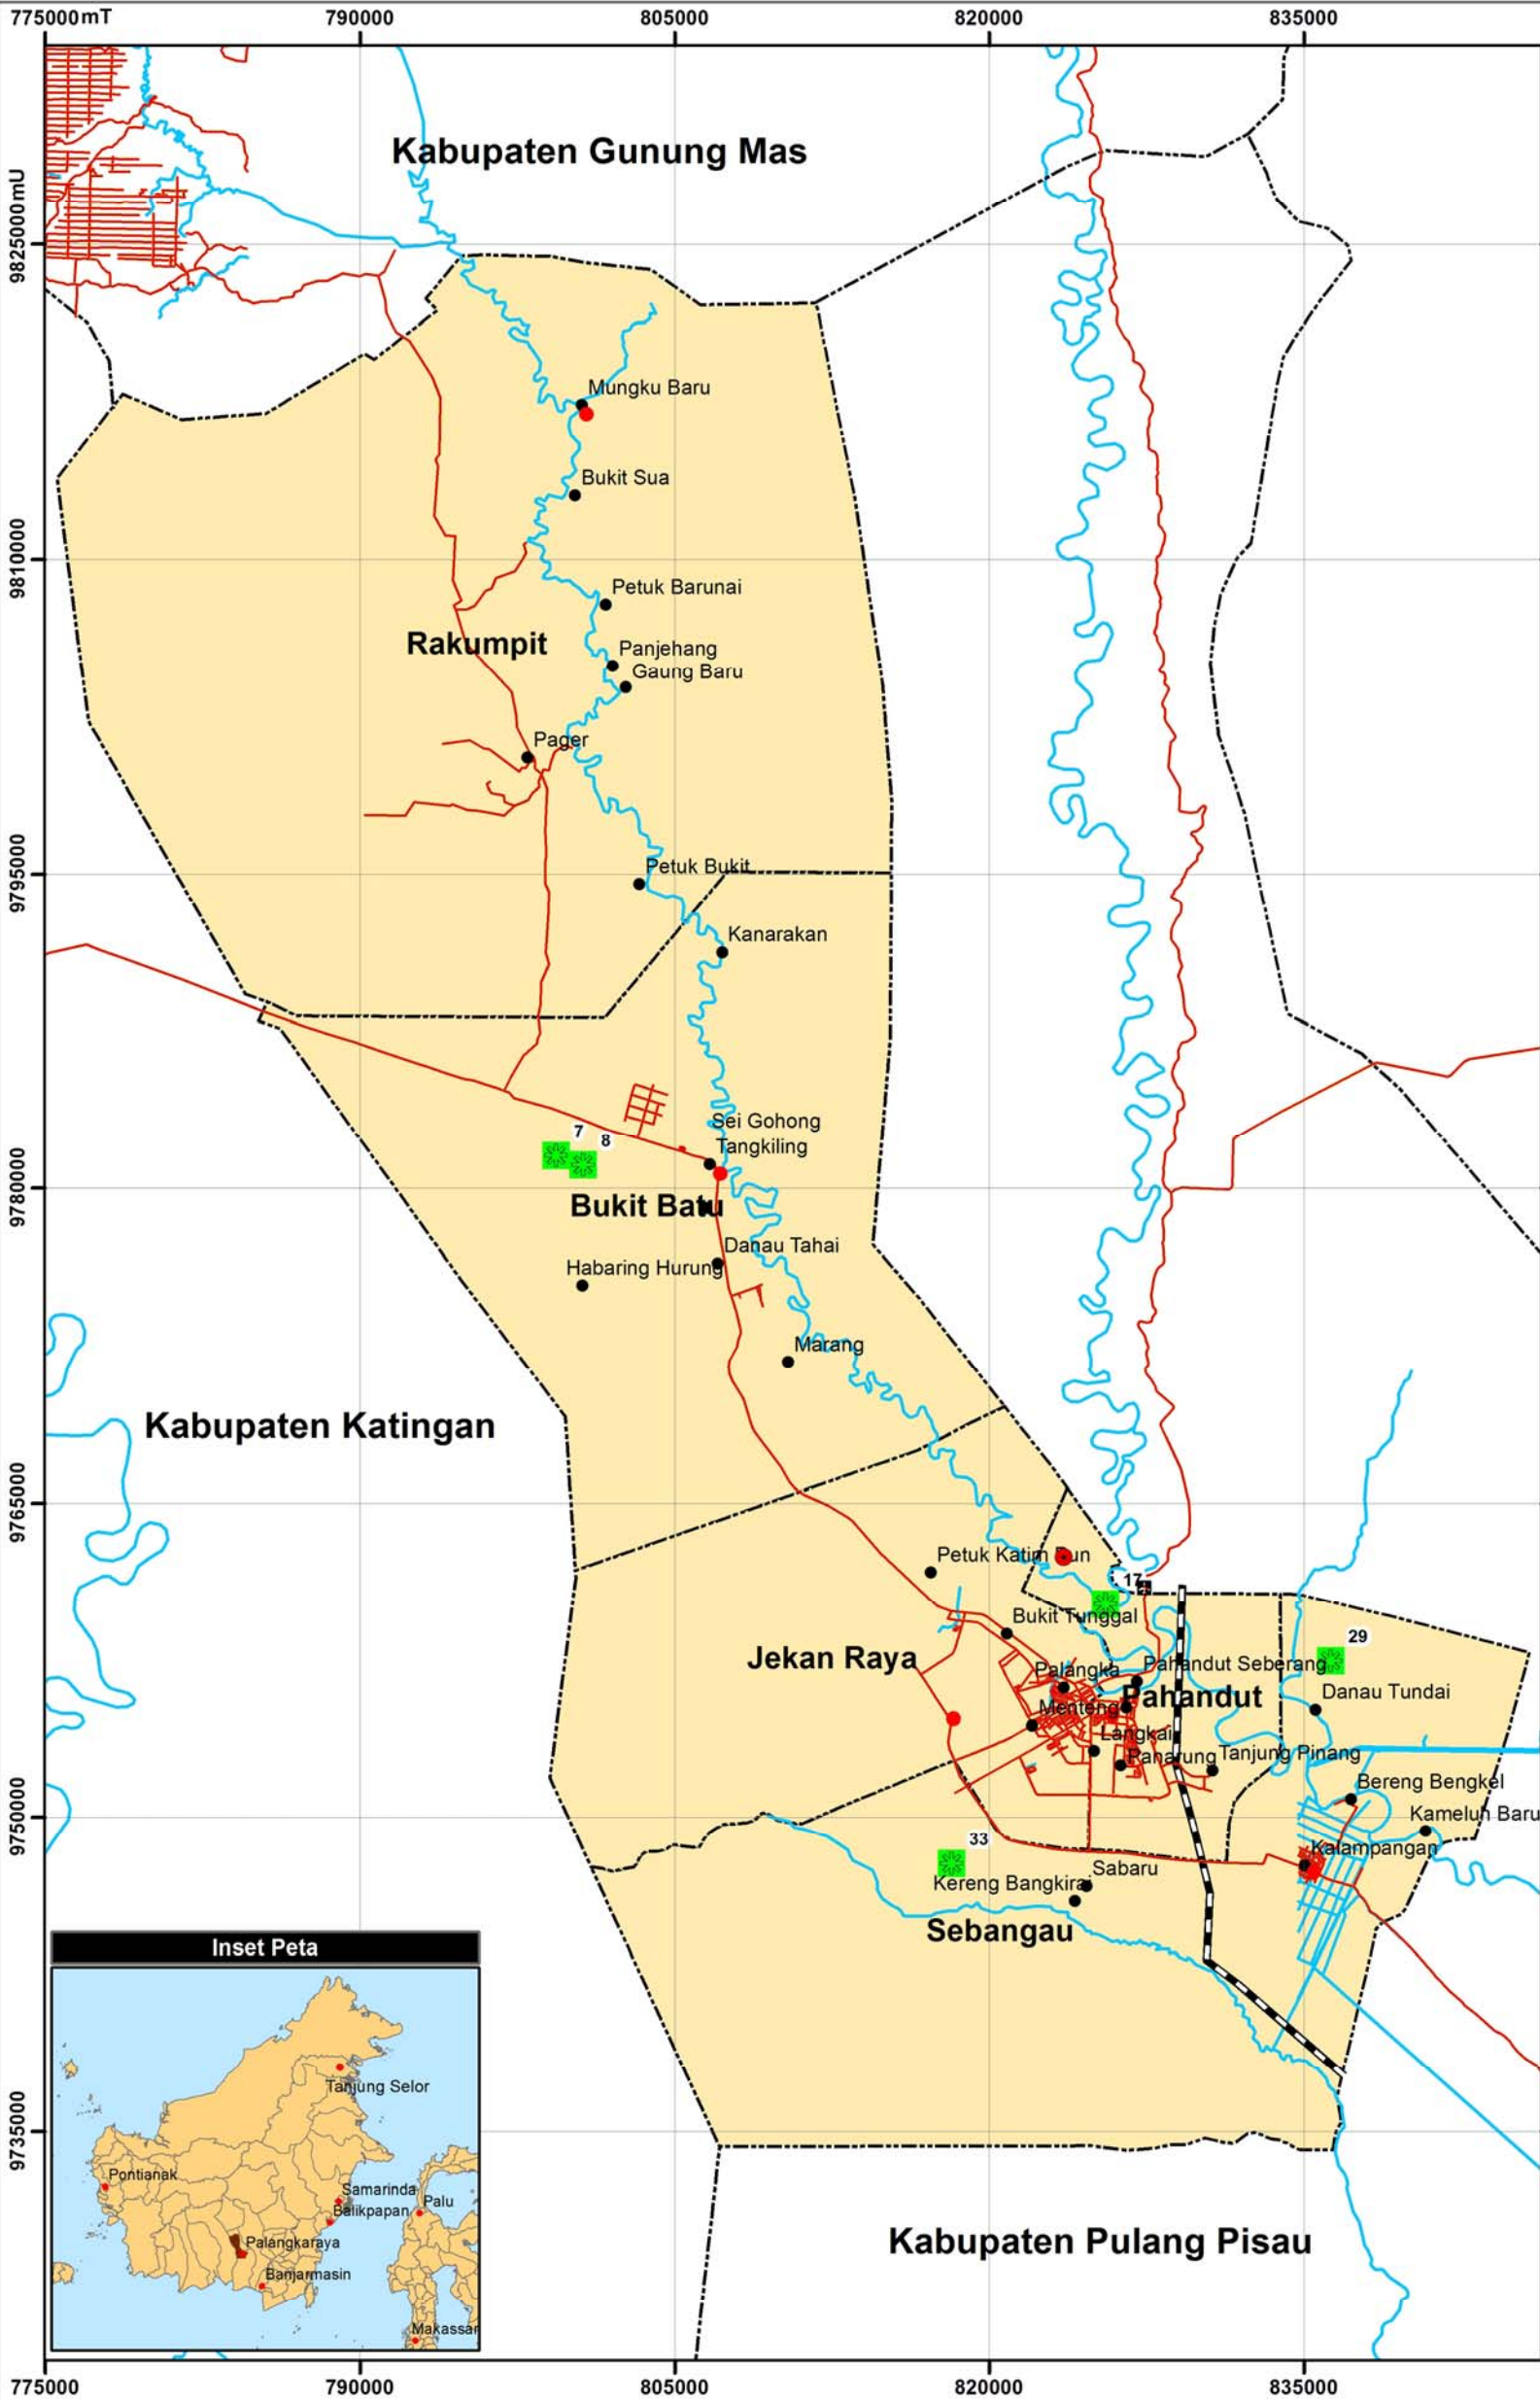 775000mT
790000
805000
820000
835000
Kabupaten Gunung Mas
9825000mU
Mungku Baru
Bukit Sua
9810000
Petuk Barunai
Rakumpit
Panjehang
Gaung Baru
Pager
9795000
Petuk Bukit
Kanarakan
Sei Gohong
7
8
Tangkiling
9780000
Bukit Batu
Danau Tahai
Habaring Hurung
Marang
Kabupaten Katingan
9765000
Petuk Katim Pun
17
Bukit Tunggal
29
Jekan Raya
Palangka
Pahandut Seberang
Pahandut
Danau Tundai
Menteng
Langkai
Panarung
Tanjung Pinang
Bereng Bengkel
9750000
Kameluh Baru
33
Kalampangan
Sabaru
Kereng Bangkirai
Sebangau
Inset Peta
Tanjung Selor
9735000
Pontianak
Samarinda
Balikpapan
Palu
Palangkaraya
Banjarmasin
Makassar
Kabupaten Pulang Pisau
775000
790000
805000
820000
835000